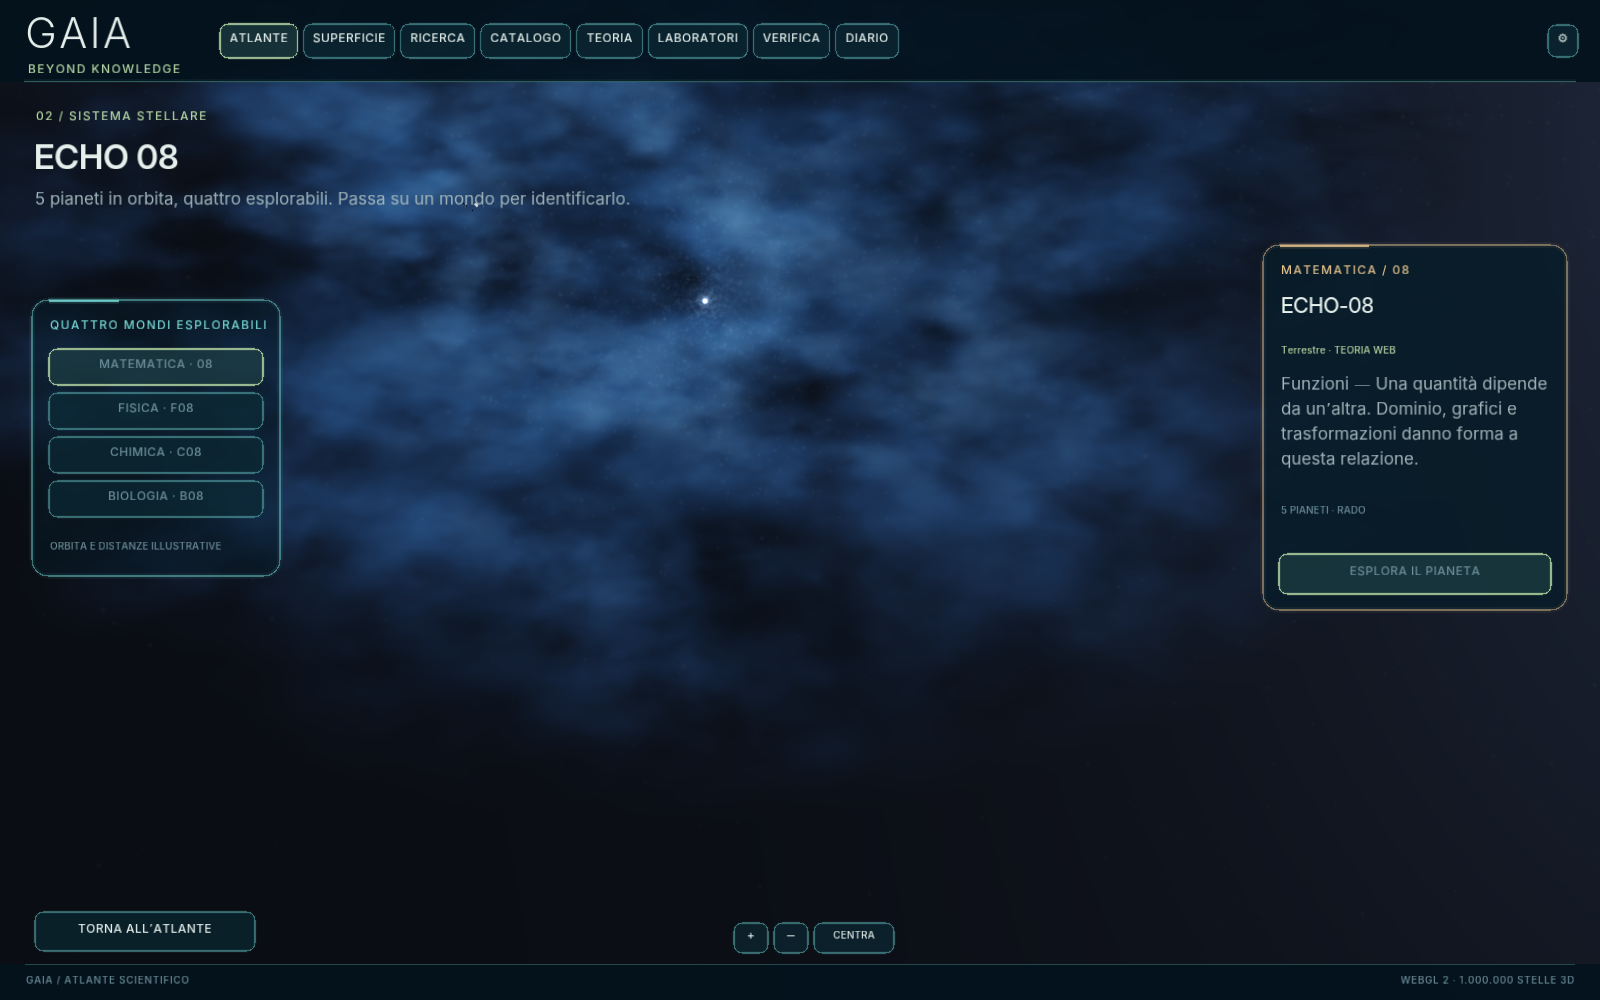 GAIA
BEYOND KNOWLEDGE
ATLANTE
SUPERFICIE
RICERCA
CATALOGO
TEORIA
LABORATORI
VERIFICA
DIARIO
02 / SISTEMA STELLARE
ECHO 08
5 pianeti in orbita, quattro esplorabili. Passa su un mondo per identificarlo.
QUATTRO MONDI ESPLORABILI
MATEMATICA · 08
FISICA · F08
CHIMICA · C08
BIOLOGIA · B08
ORBITA E DISTANZE ILLUSTRATIVE
MATEMATICA / 08
ECHO-08
Terrestre · TEORIA WEB
Funzioni — Una quantità dipende
da un’altra. Dominio, grafici e
trasformazioni danno forma a
questa relazione.
5 PIANETI · RADO
ESPLORA IL PIANETA
TORNA ALL’ATLANTE
+
—
CENTRA
GAIA / ATLANTE SCIENTIFICO
WEBGL 2 · 1.000.000 STELLE 3D